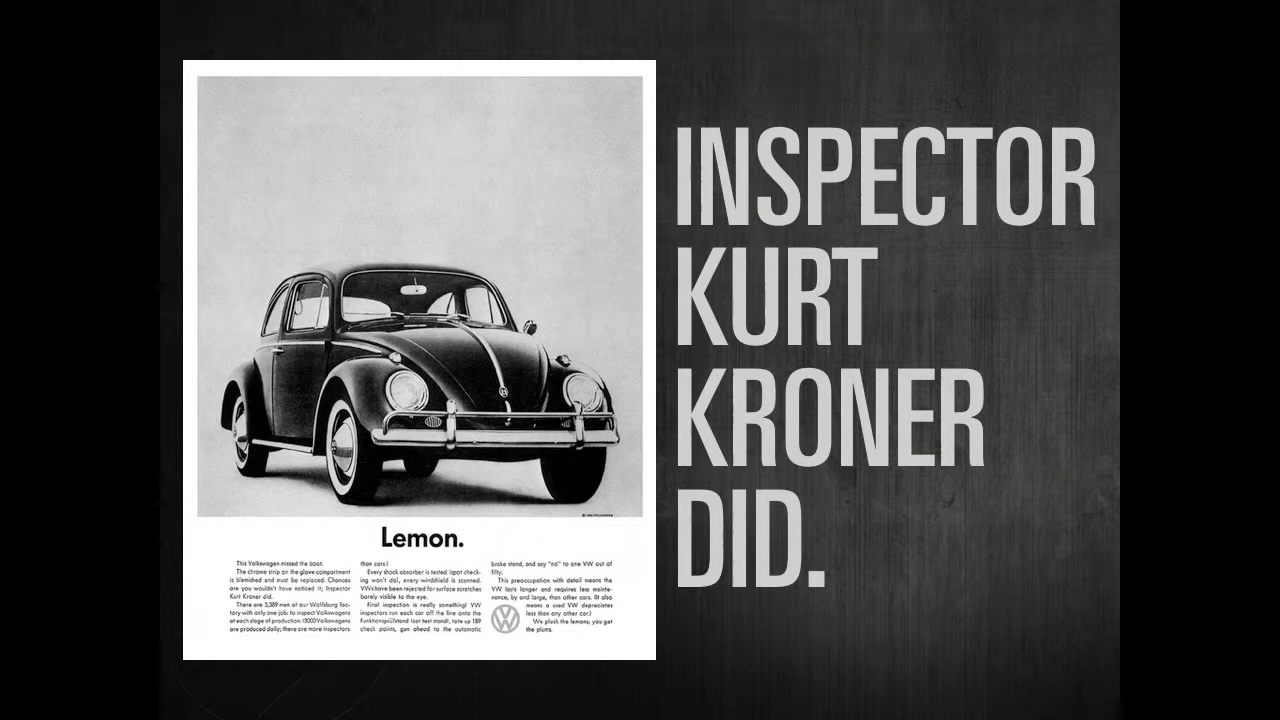 INSPECTOR
KURT
KRONER
DID.
Lemon.
This Volkswagen missed the boat.
The chrome strip on the glove compartment
is blemished and must be replaced. Chances
are you wouldn't have noticed it; Inspector
Kurt Kroner did.
There are 3,389 men at our Wolfsburg fac-
tory with only one job: to inspect Volkswagens
at each stage of production. (3000 Volkswagens
are produced daily; there are more inspectors
than cars.)
Every shock absorber is tested (spot check-
ing won't do), every windshield is scanned.
VWs have been rejected for surface scratches
barely visible to the eye.
Final inspection is really something! VW
inspectors run each car off the line onto the
Funktionsprüfstand (car test stand), tote up 189
check points, gun ahead to the automatic
brake stand, and say "no" to one VW out of
fifty.
This preoccupation with detail means the
VW lasts longer and requires less mainte-
nance, by and large, than other cars. (It also
means a used VW depreciates
less than any other car.)
We pluck the lemons; you get
the plums.